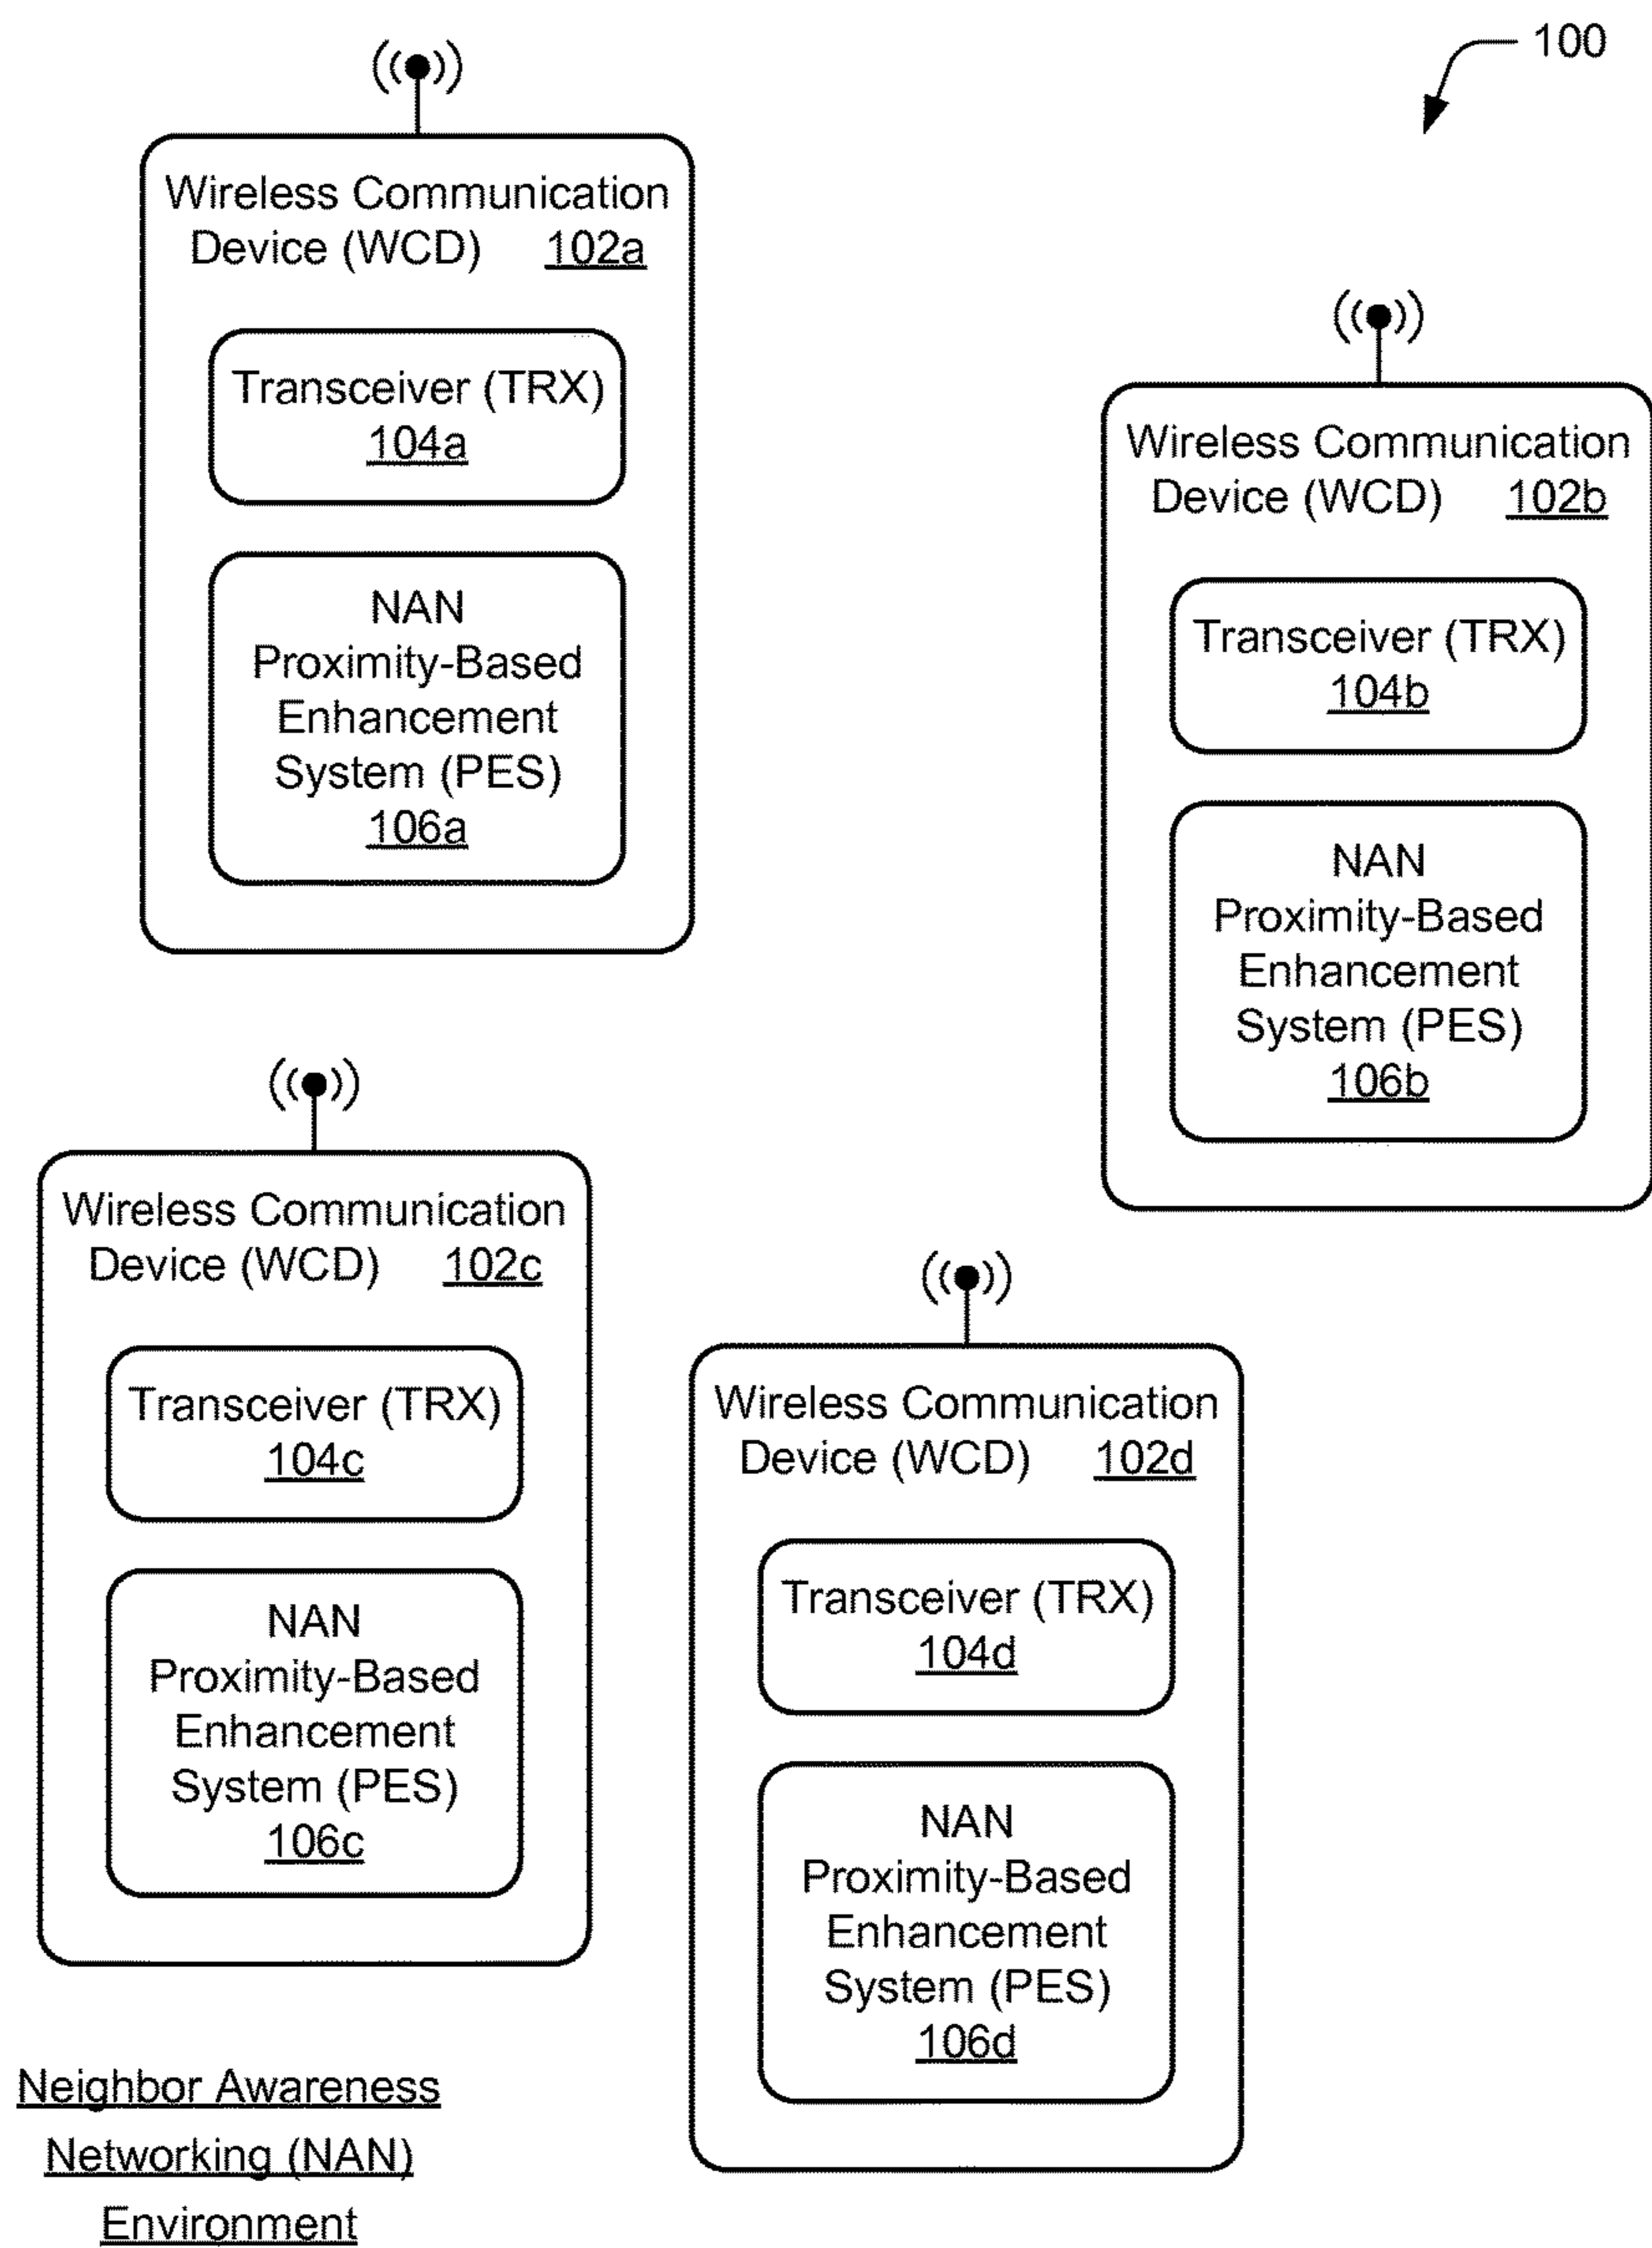 100
Wireless Communication
Device (WCD) 102a
Transceiver (TRX)
104a
NAN
Proximity-Based
Enhancement
System (PES)
106a
Wireless Communication
Device (WCD) 102b
Transceiver (TRX)
104b
NAN
Proximity-Based
Enhancement
System (PES)
106b
Wireless Communication
Device (WCD) 102c
Transceiver (TRX)
104c
NAN
Proximity-Based
Enhancement
System (PES)
106c
Wireless Communication
Device (WCD) 102d
Transceiver (TRX)
104d
NAN
Proximity-Based
Enhancement
System (PES)
106d
Neighbor Awareness
Networking (NAN)
Environment